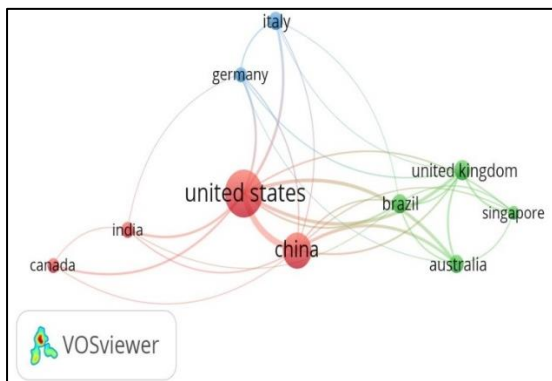 italy
germany
united kingdom
united states
brazil
singapore
india
china
canada
australia
VOSviewer